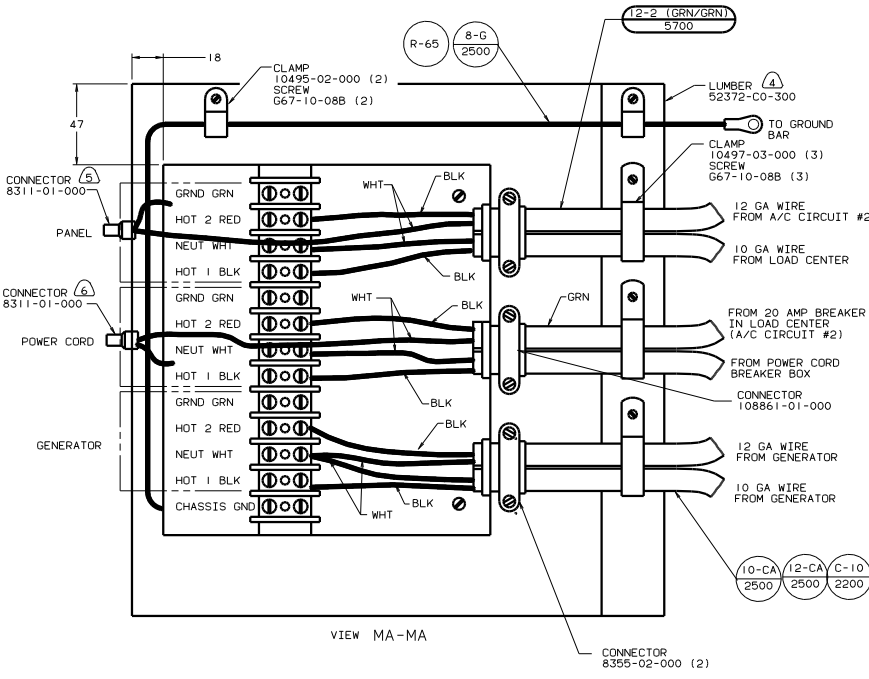 12-2 (GRN/GRN)
5700
R-65
8-G
2500
18
CLAMP
10495-02-000 (2)
SCREW
G67-10-08B (2)
LUMBER 4
52372-C0-300
47
TO GROUND
BAR
CLAMP
10497-03-000 (3)
SCREW
G67-10-08B (3)
CONNECTOR 5
8311-01-000
PANEL
GRND GRN
HOT 2 RED
NEUT WHT
HOT 1 BLK
WHT
BLK
BLK
12 GA WIRE
FROM A/C CIRCUIT #2
10 GA WIRE
FROM LOAD CENTER
CONNECTOR 6
8311-01-000
POWER CORD
GRND GRN
HOT 2 RED
NEUT WHT
HOT 1 BLK
WHT
BLK
GRN
BLK
FROM 20 AMP BREAKER
IN LOAD CENTER
(A/C CIRCUIT #2)
FROM POWER CORD
BREAKER BOX
CONNECTOR
108861-01-000
GENERATOR
GRND GRN
HOT 2 RED
NEUT WHT
HOT 1 BLK
CHASSIS GND
BLK
BLK
WHT
12 GA WIRE
FROM GENERATOR
10 GA WIRE
FROM GENERATOR
10-CA
2500
12-CA
2500
C-10
2200
VIEW MA-MA
CONNECTOR
8355-02-000 (2)